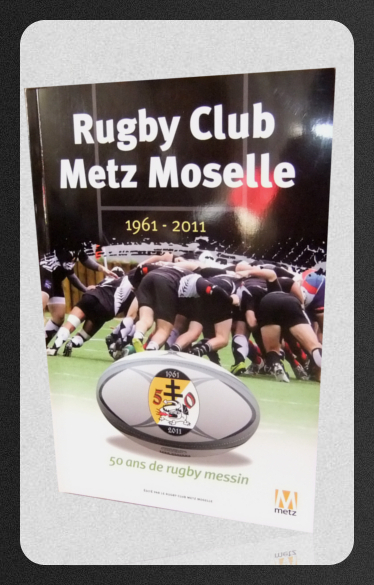 Rugby Club
Metz Moselle
1961 - 2011
1961
50
2011
50 ans de rugby messin
metz